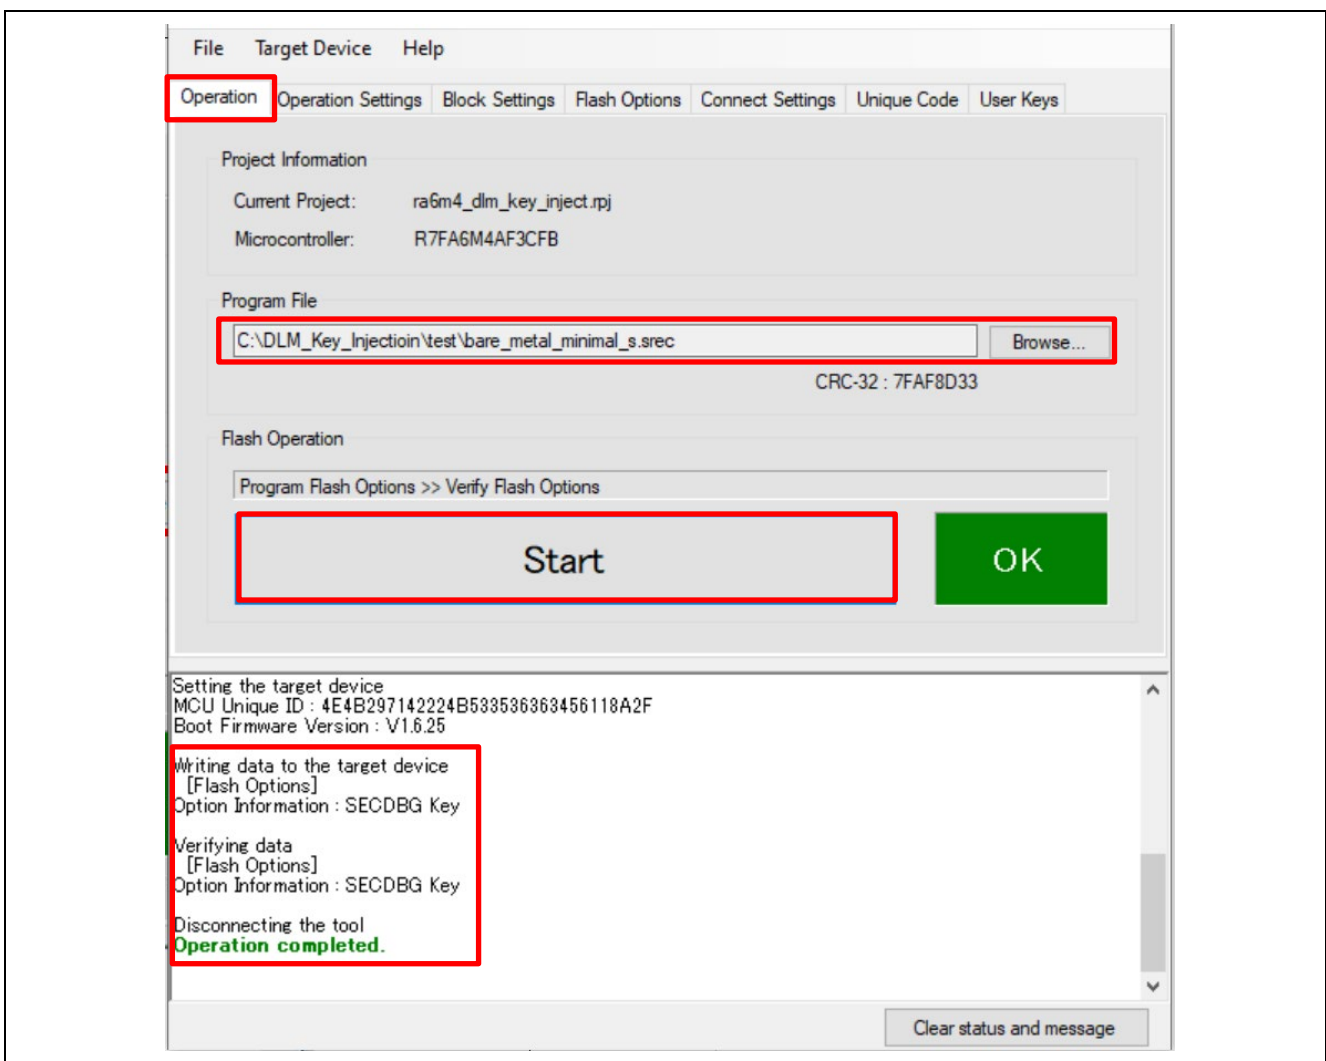 File Target Device Help
Operation Operation Settings Block Settings Flash Options Connect Settings Unique Code User Keys
Project Information
Current Project: ra6m4_dlm_key_inject.rpj
Microcontroller: R7FA6M4AF3CFB
Program File
C:\DLM_Key_Injectioin\test\bare_metal_minimal_s.srec Browse...
CRC-32 : 7FAF8D33
Flash Operation
Program Flash Options >> Verify Flash Options
Start OK
Setting the target device
MCU Unique ID : 4E4B297142224B533536363456118A2F
Boot Firmware Version : V1.6.25
Writing data to the target device
[Flash Options]
Option Information : SECDBG Key
Verifying data
[Flash Options]
Option Information : SECDBG Key
Disconnecting the tool
Operation completed.
Clear status and message